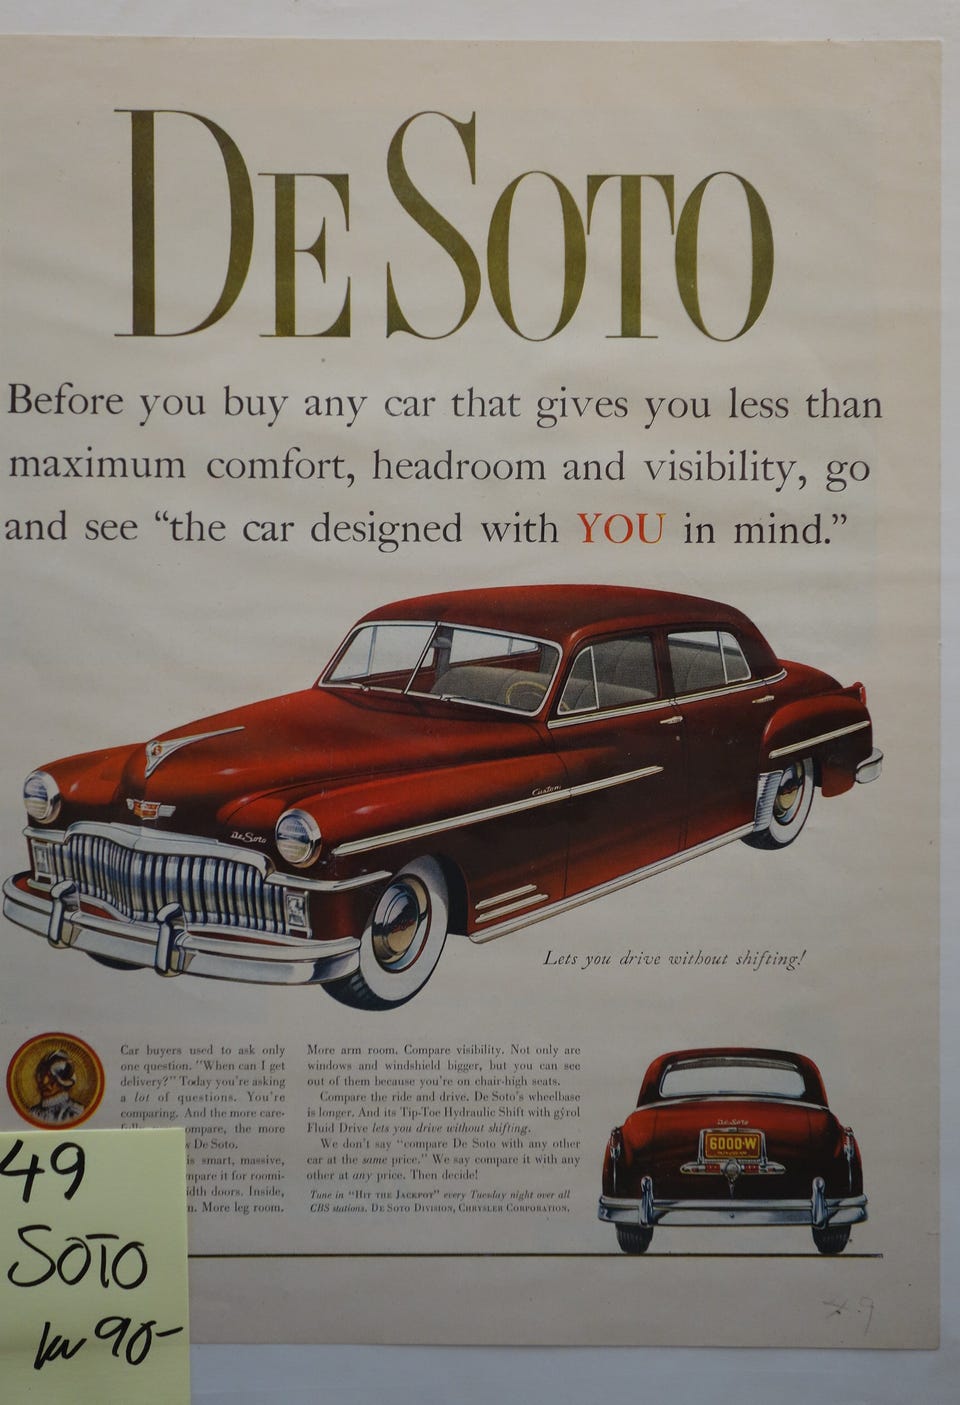 DE SOTO
Before you buy any car that gives you less than
maximum comfort, headroom and visibility, go
and see “the car designed with YOU in mind.”
Custom
De Soto
Lets you drive without shifting!
Car buyers used to ask only
one question. "When can I get
delivery?" Today you're asking
a lot of questions. You're
comparing. And the more care-
ompare, the more
De Soto.
is smart, massive,
mpare it for roomi-
idth doors. Inside,
n. More leg room.
More arm room. Compare visibility. Not only are
windows and windshield bigger, but you can see
out of them because you're on chair-high seats.
Compare the ride and drive. De Soto's wheelbase
is longer. And its Tip-Toe Hydraulic Shift with gýrol
Fluid Drive lets you drive without shifting.
We don't say "compare De Soto with any other
car at the same price." We say compare it with any
other at any price. Then decide!
Tune in "HIT THE JACKPOT" every Tuesday night over all
CBS stations. DE SOTO DIVISION, CHRYSLER CORPORATION.
De Soto
6000-W
49
SOTO
kr 90-